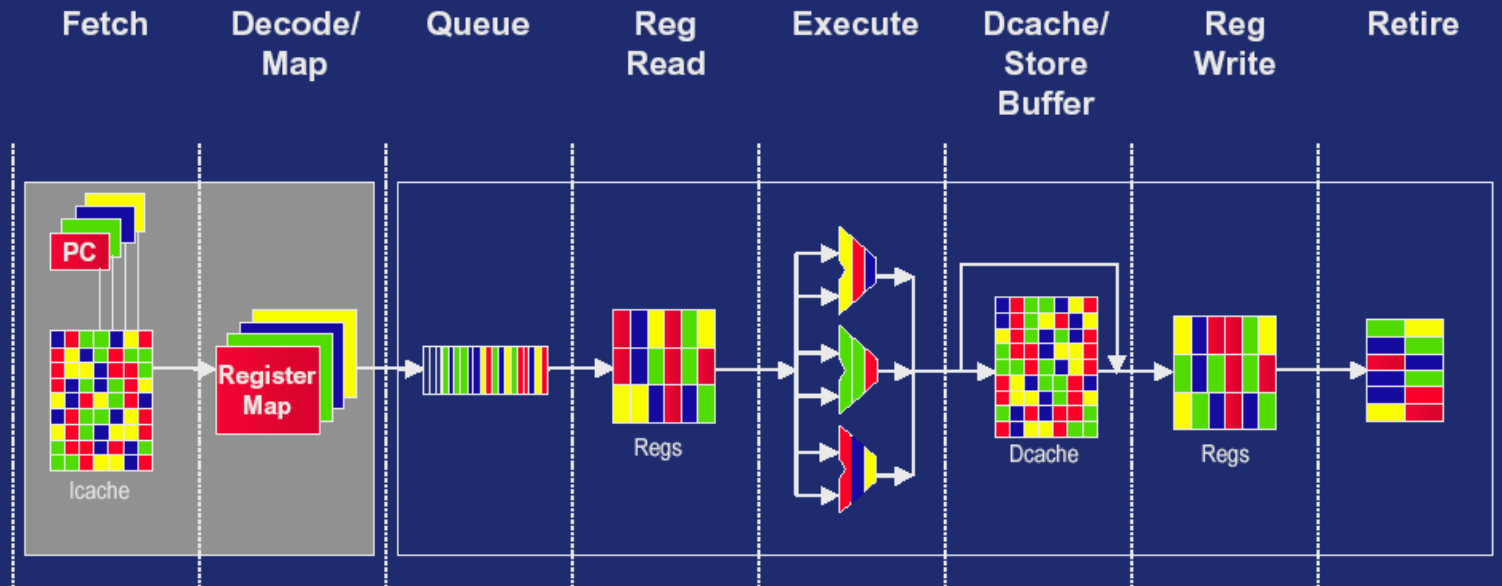 Fetch
Decode/
Map
Queue
Reg
Read
Execute
Dcache/
Store
Buffer
Reg
Write
Retire
PC
Register
Map
Icache
Regs
Dcache
Regs